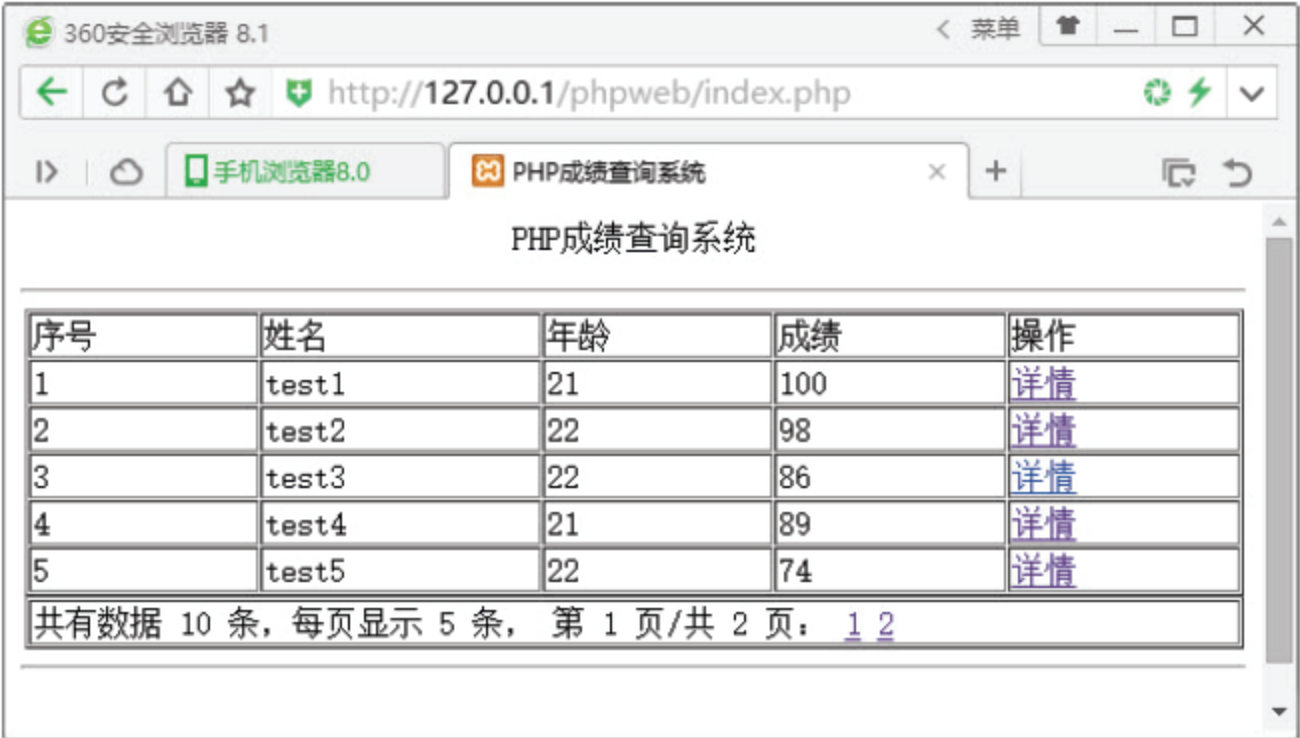 360安全浏览器 8.1 菜单
http://127.0.0.1/phpweb/index.php
手机浏览器8.0 PHP成绩查询系统
PHP成绩查询系统
序号 姓名 年龄 成绩 操作
1 test1 21 100 详情
2 test2 22 98 详情
3 test3 22 86 详情
4 test4 21 89 详情
5 test5 22 74 详情
共有数据 10 条，每页显示 5 条， 第 1 页/共 2 页： 1 2